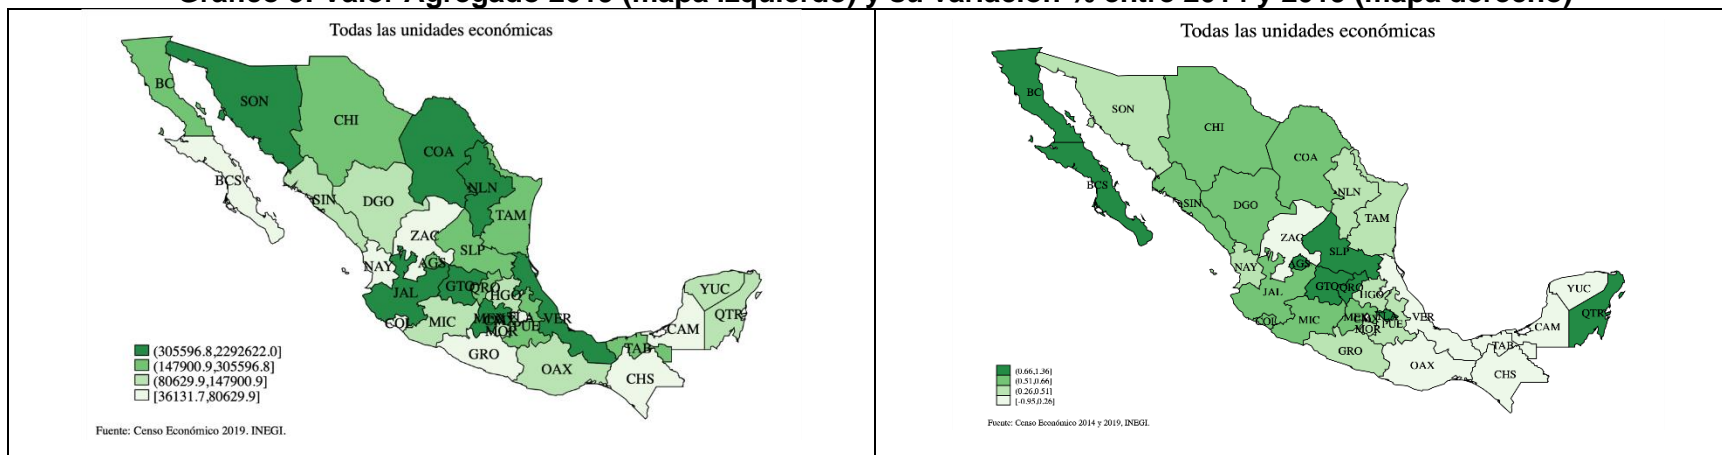 Todas las unidades económicas
BC
SON
CHI
COA
BCS
NLN
SIN
DGO
TAM
ZAC
SLP
NAY
AGS
JAL
GTO
QRO
HGO
YUC
COL
MIC
MOR
PUE
VER
CAM
QTR
GRO
TAB
OAX
CHS
(305596.8,2292622.0]
(147900.9,305596.8]
(80629.9,147900.9]
[36131.7,80629.9]
Fuente: Censo Económico 2019. INEGI.
Todas las unidades económicas
BC
SON
CHI
COA
BCS
NLN
SIN
DGO
TAM
ZAC
SLP
NAY
AGS
JAL
GTO
QRO
HGO
YUC
COL
MIC
MOR
PUE
VER
CAM
QTR
GRO
TAB
OAX
CHS
(0.66,1.36]
(0.51,0.66]
(0.26,0.51]
[-0.95,0.26]
Fuente: Censo Económico 2014 y 2019, INEGI.